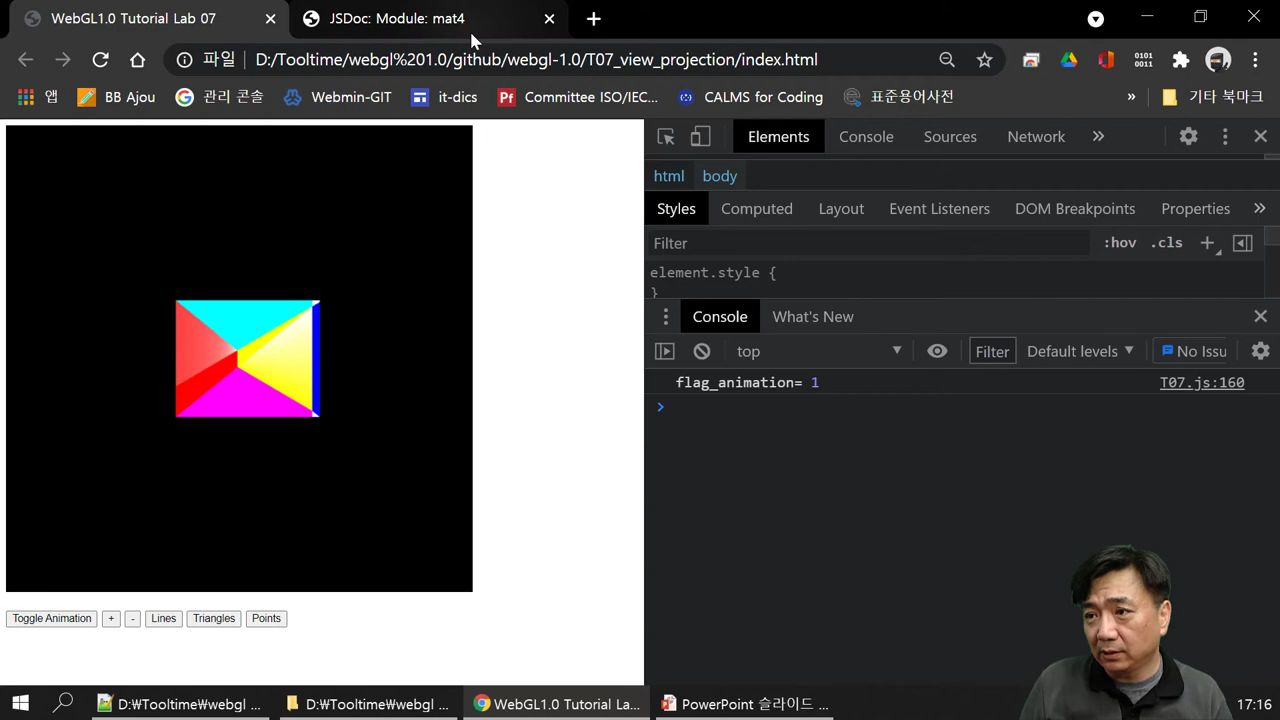 WebGL1.0 Tutorial Lab 07
JSDoc: Module: mat4
파일 D:/Tooltime/webgl%201.0/github/webgl-1.0/T07_view_projection/index.html
0101
0011
앱 BB Ajou 관리 콘솔 Webmin-GIT it-dics Pf Committee ISO/IEC... CALMS for Coding 표준용어사전 » 기타 북마크
Elements Console Sources Network »
html body
Styles Computed Layout Event Listeners DOM Breakpoints Properties »
Filter :hov .cls +
element.style {
}
Console What's New
top Filter Default levels No Issu
flag_animation= 1 T07.js:160
>
Toggle Animation + - Lines Triangles Points
D:₩Tooltime₩webgl ... D:₩Tooltime₩webgl ... WebGL1.0 Tutorial La... PowerPoint 슬라이드 ... 17:16